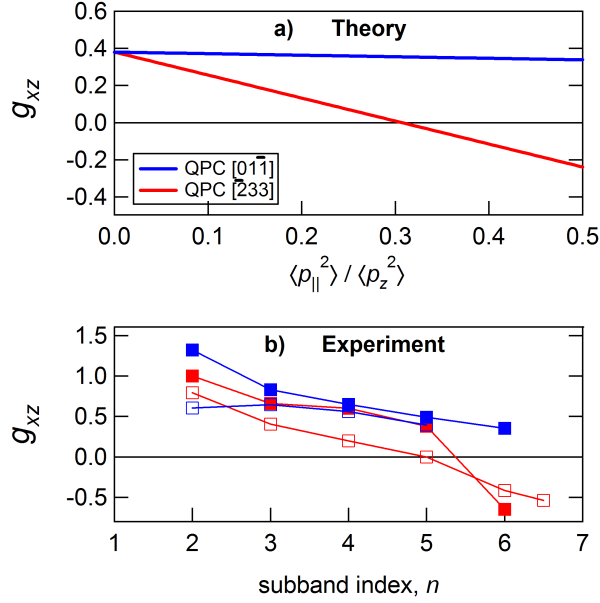 a) Theory
0.6
0.4
0.2
0.0
-0.2
-0.4
g_xz
QPC [011̅]
QPC [2̅33]
0.0 0.1 0.2 0.3 0.4 0.5
⟨p_||²⟩ / ⟨p_z²⟩
b) Experiment
1.5
1.0
0.5
0.0
-0.5
g_xz
1 2 3 4 5 6 7
subband index, n